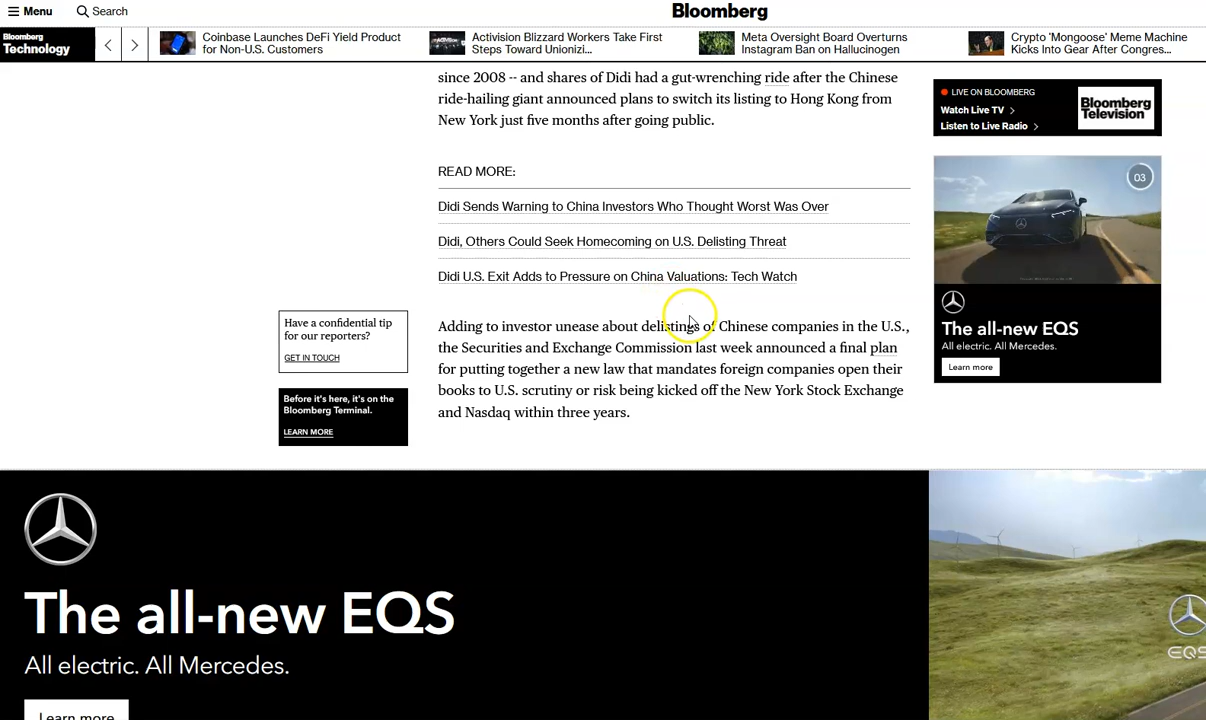 Menu
Search
Bloomberg
Bloomberg
Technology
Coinbase Launches DeFi Yield Product
for Non-U.S. Customers
Activision Blizzard Workers Take First
Steps Toward Unionizi...
Meta Oversight Board Overturns
Instagram Ban on Hallucinogen
Crypto 'Mongoose' Meme Machine
Kicks Into Gear After Congres...
since 2008 -- and shares of Didi had a gut-wrenching ride after the Chinese
ride-hailing giant announced plans to switch its listing to Hong Kong from
New York just five months after going public.
READ MORE:
Didi Sends Warning to China Investors Who Thought Worst Was Over
Didi, Others Could Seek Homecoming on U.S. Delisting Threat
Didi U.S. Exit Adds to Pressure on China Valuations: Tech Watch
Adding to investor unease about delistings of Chinese companies in the U.S.,
the Securities and Exchange Commission last week announced a final plan
for putting together a new law that mandates foreign companies open their
books to U.S. scrutiny or risk being kicked off the New York Stock Exchange
and Nasdaq within three years.
Have a confidential tip
for our reporters?
GET IN TOUCH
Before it's here, it's on the
Bloomberg Terminal.
LEARN MORE
LIVE ON BLOOMBERG
Watch Live TV
Listen to Live Radio
Bloomberg
Television
03
The all-new EQS
All electric. All Mercedes.
Learn more
The all-new EQS
All electric. All Mercedes.
Learn more
EQS